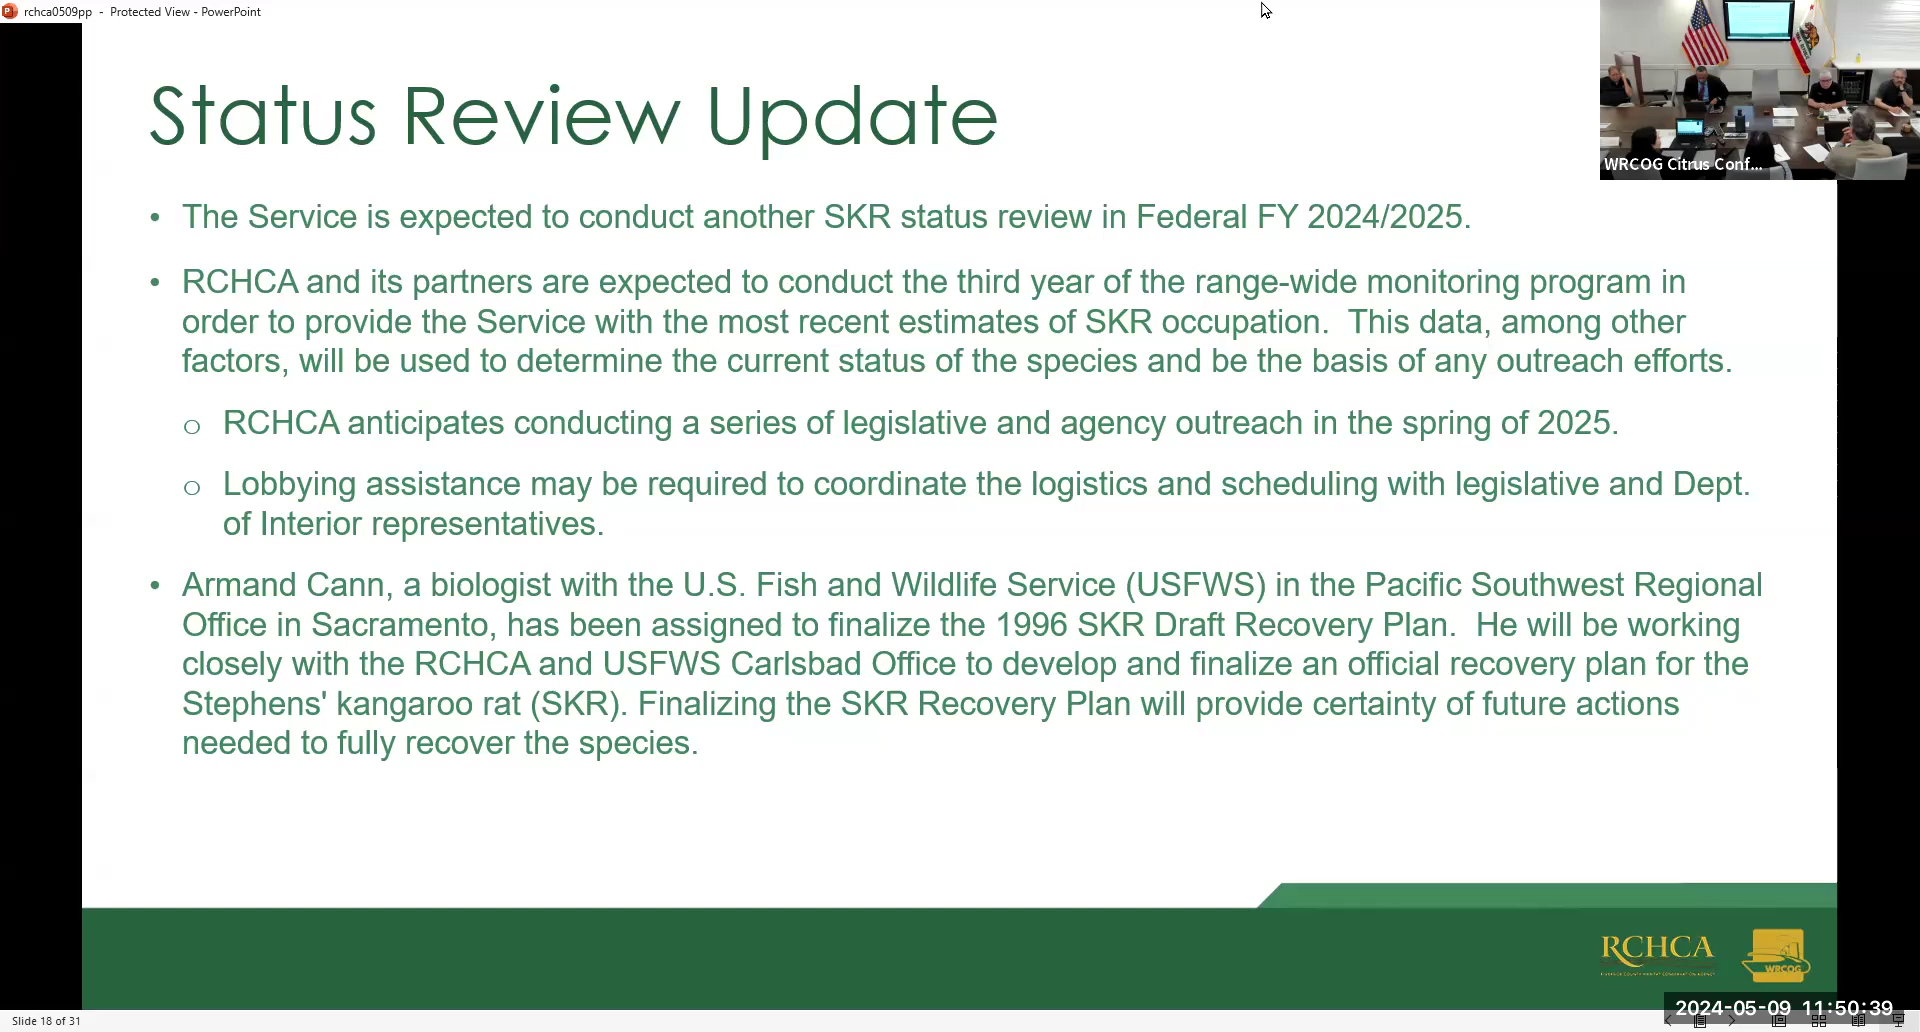 rchca0509pp - Protected View - PowerPoint
WRCOG Citrus Conf...
Status Review Update
• The Service is expected to conduct another SKR status review in Federal FY 2024/2025.
• RCHCA and its partners are expected to conduct the third year of the range-wide monitoring program in
order to provide the Service with the most recent estimates of SKR occupation. This data, among other
factors, will be used to determine the current status of the species and be the basis of any outreach efforts.
o RCHCA anticipates conducting a series of legislative and agency outreach in the spring of 2025.
o Lobbying assistance may be required to coordinate the logistics and scheduling with legislative and Dept.
of Interior representatives.
• Armand Cann, a biologist with the U.S. Fish and Wildlife Service (USFWS) in the Pacific Southwest Regional
Office in Sacramento, has been assigned to finalize the 1996 SKR Draft Recovery Plan. He will be working
closely with the RCHCA and USFWS Carlsbad Office to develop and finalize an official recovery plan for the
Stephens' kangaroo rat (SKR). Finalizing the SKR Recovery Plan will provide certainty of future actions
needed to fully recover the species.
RCHCA
WRCOG
2024-05-09 11:50:39
Slide 18 of 31